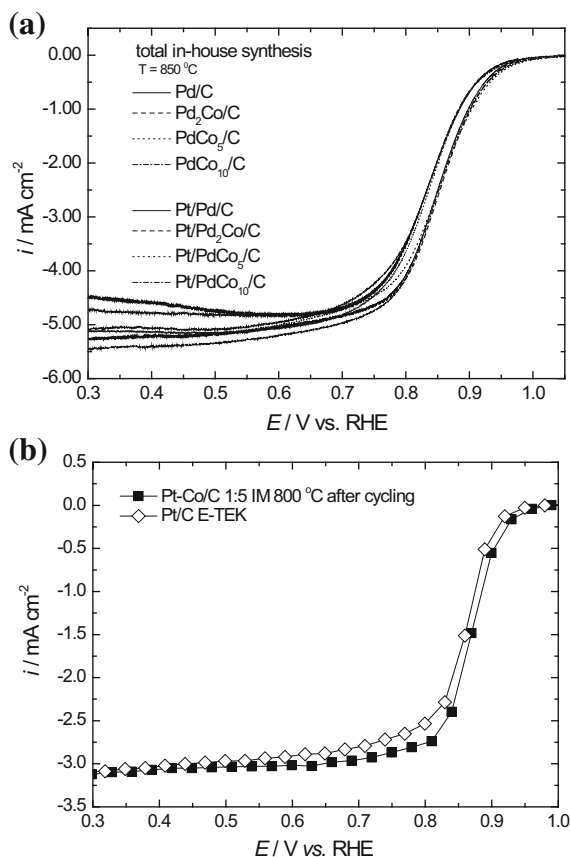 (a)
0.00
-1.00
-2.00
-3.00
-4.00
-5.00
-6.00
i / mA cm⁻²
total in-house synthesis
T = 850 °C
Pd/C
Pd₂Co/C
PdCo₅/C
PdCo₁₀/C
Pt/Pd/C
Pt/Pd₂Co/C
Pt/PdCo₅/C
Pt/PdCo₁₀/C
0.3 0.4 0.5 0.6 0.7 0.8 0.9 1.0
E / V vs. RHE
(b)
0.5
0.0
-0.5
-1.0
-1.5
-2.0
-2.5
-3.0
-3.5
i / mA cm⁻²
Pt-Co/C 1:5 IM 800 °C after cycling
Pt/C E-TEK
0.3 0.4 0.5 0.6 0.7 0.8 0.9 1.0
E / V vs. RHE